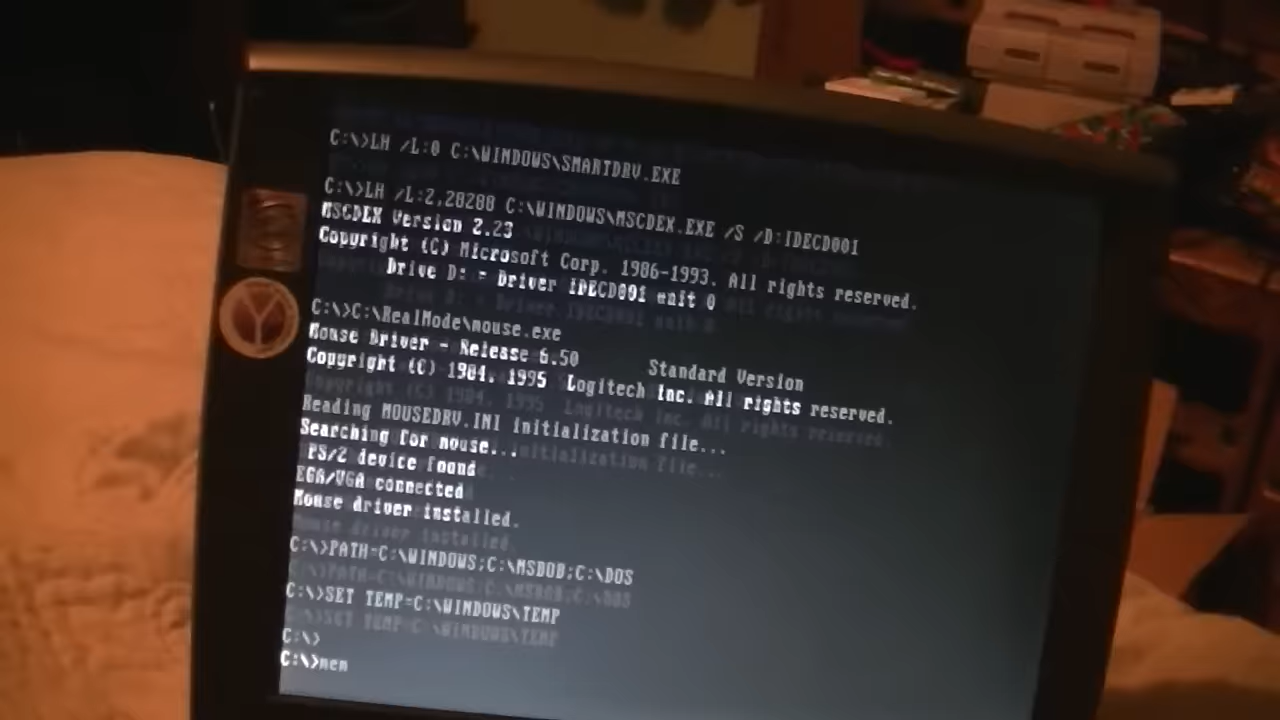 C:\>LH /L:0 C:\WINDOWS\SMARTDRV.EXE
C:\>LH /L:2,28288 C:\WINDOWS\MSCDEX.EXE /S /D:IDECD001
MSCDEX Version 2.23
Copyright (C) Microsoft Corp. 1986-1993. All rights reserved.
Drive D: = Driver IDECD001 unit 0
C:\>C:\RealMode\mouse.exe
Mouse Driver - Release 6.50 Standard Version
Copyright (C) 1984, 1995 Logitech Inc. All rights reserved.
Reading MOUSEDRV.INI initialization file...
Searching for mouse...
PS/2 device found
EGA/VGA connected
Mouse driver installed.
C:\>PATH=C:\WINDOWS;C:\MSBOB;C:\DOS
C:\>SET TEMP=C:\WINDOWS\TEMP
C:\>
C:\>mem